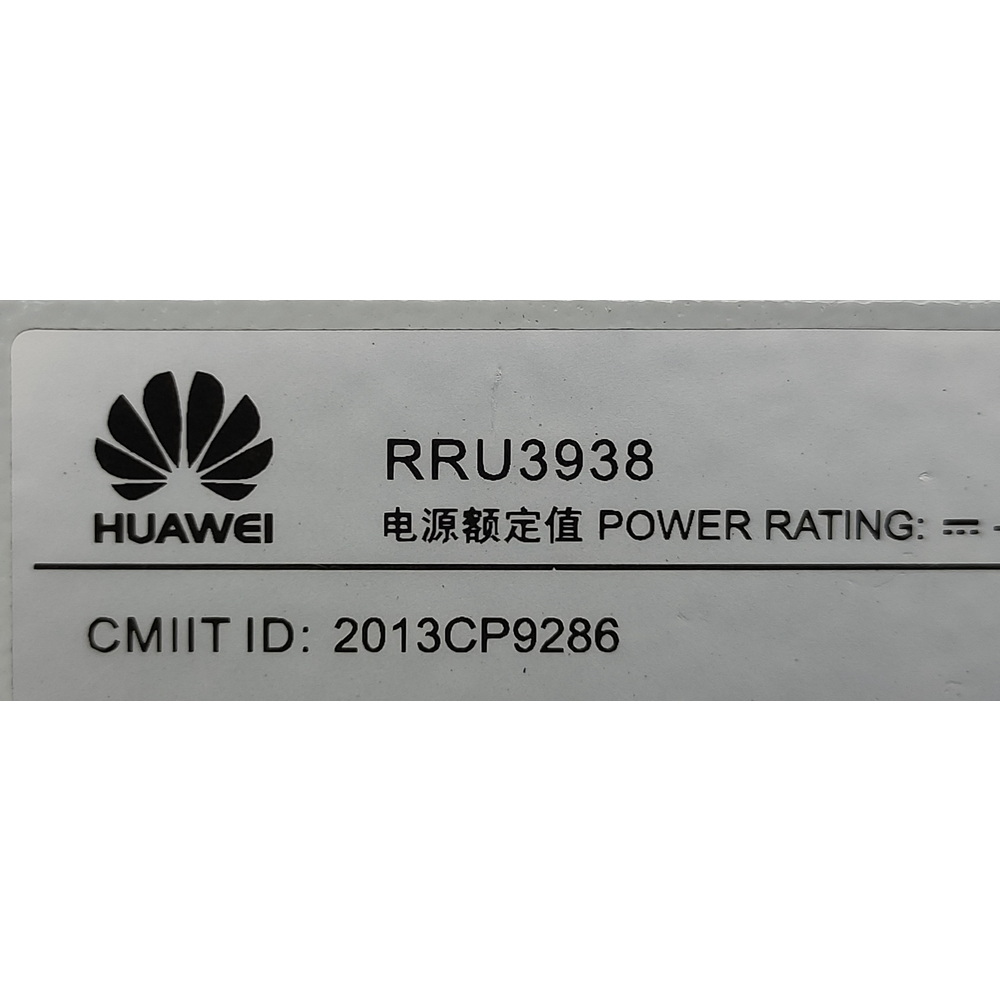 HUAWEI
RRU3938
电源额定值 POWER RATING: ⎓ -
CMIIT ID: 2013CP9286